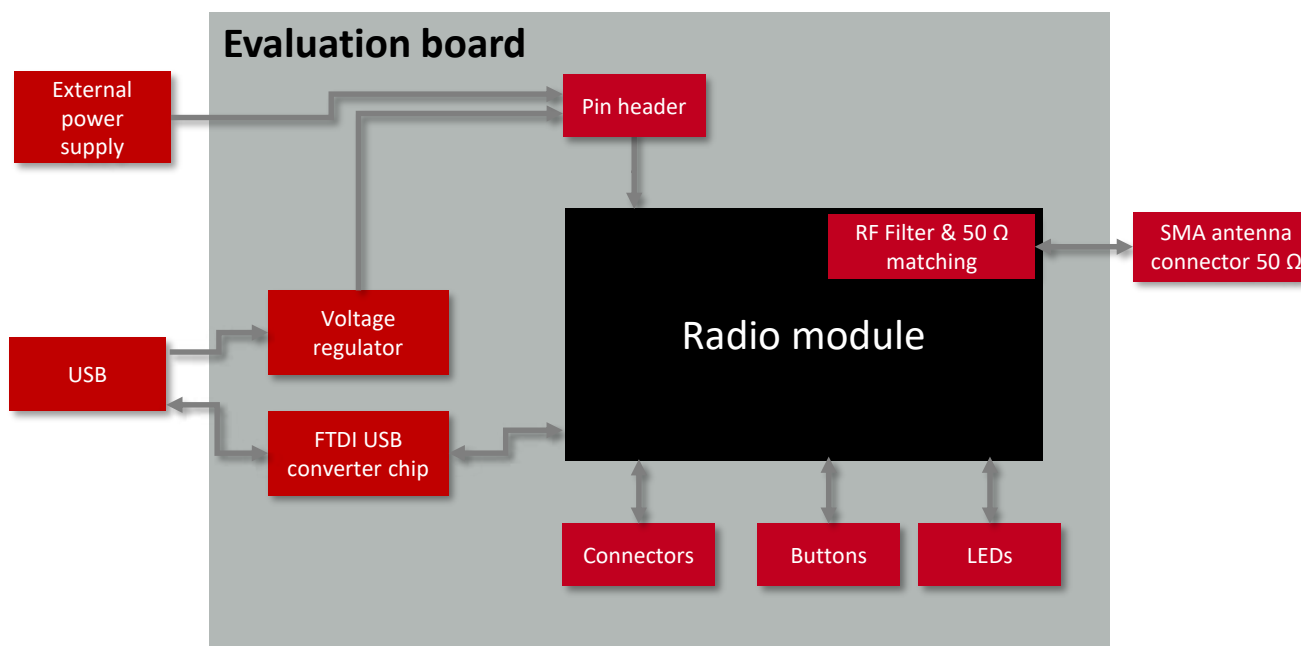 Evaluation board
External
power
supply
Pin header
RF Filter & 50 Ω
matching
SMA antenna
connector 50 Ω
Radio module
Voltage
regulator
USB
FTDI USB
converter chip
Connectors
Buttons
LEDs